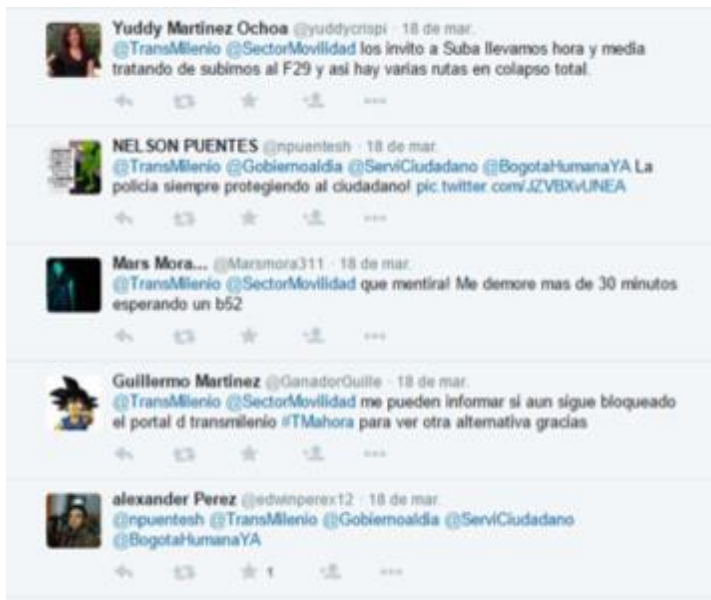 Yuddy Martinez Ochoa @yuddycrispi · 18 de mar.
@TransMilenio @SectorMovilidad los invito a Suba llevamos hora y media
tratando de subirnos al F29 y asi hay varias rutas en colapso total.
NELSON PUENTES @npuentesh · 18 de mar.
@TransMilenio @Gobiernoaldia @ServiCiudadano @BogotaHumanaYA La
policia siempre protegiendo al ciudadano! pic.twitter.com/JZVBXvUNEA
Mars Mora... @Marsmora311 · 18 de mar.
@TransMilenio @SectorMovilidad que mentira! Me demore mas de 30 minutos
esperando un b52
Guillermo Martinez @GanadorGuille · 18 de mar.
@TransMilenio @SectorMovilidad me pueden informar si aun sigue bloqueado
el portal d transmilenio #TMahora para ver otra alternativa gracias
alexander Perez @edwinperex12 · 18 de mar.
@npuentesh @TransMilenio @Gobiernoaldia @ServiCiudadano
@BogotaHumanaYA
1